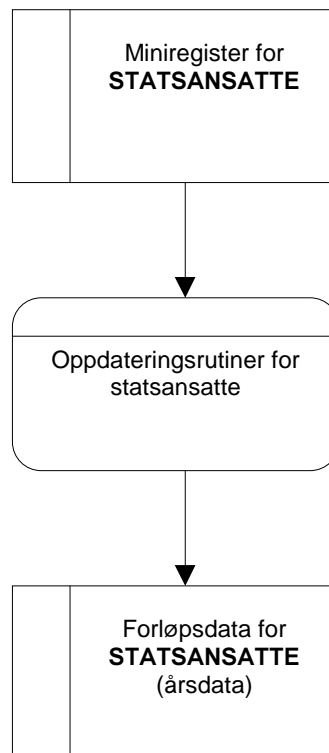 Miniregister for
STATSANSATTE
Oppdateringsrutiner for
statsansatte
Forløpsdata for
STATSANSATTE
(årsdata)